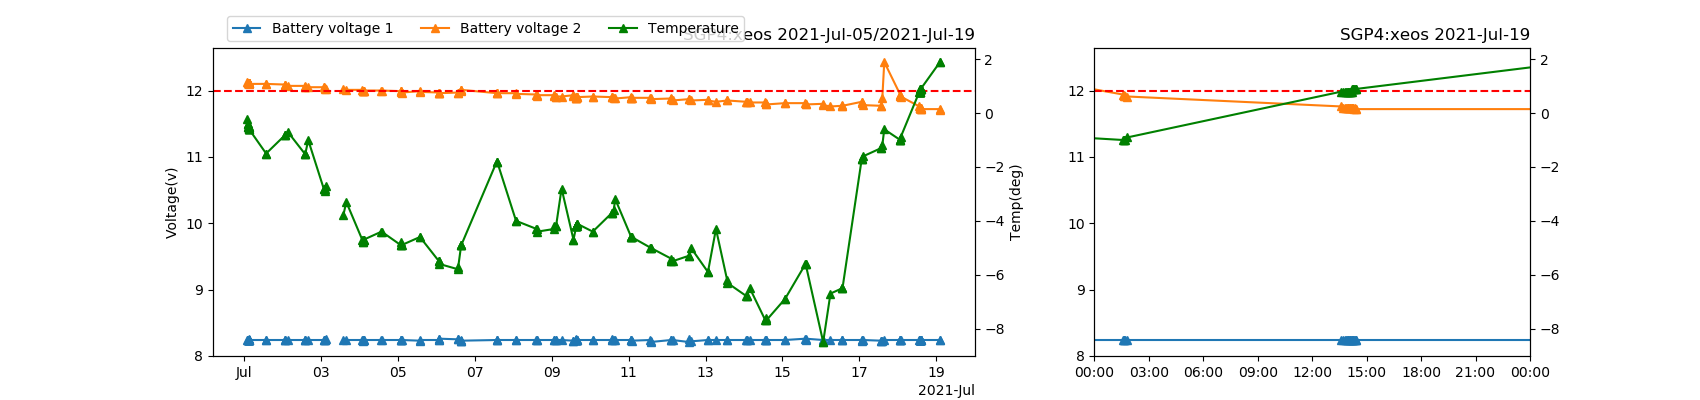 Battery voltage 1 Battery voltage 2 Temperature
SGP4:xeos 2021-Jul-05/2021-Jul-19
SGP4:xeos 2021-Jul-19
12
11
10
9
8
Voltage(v)
2
0
−2
−4
−6
−8
Temp(deg)
Jul 03 05 07 09 11 13 15 17 19
2021-Jul
12
11
10
9
8
2
0
−2
−4
−6
−8
00:00 03:00 06:00 09:00 12:00 15:00 18:00 21:00 00:00